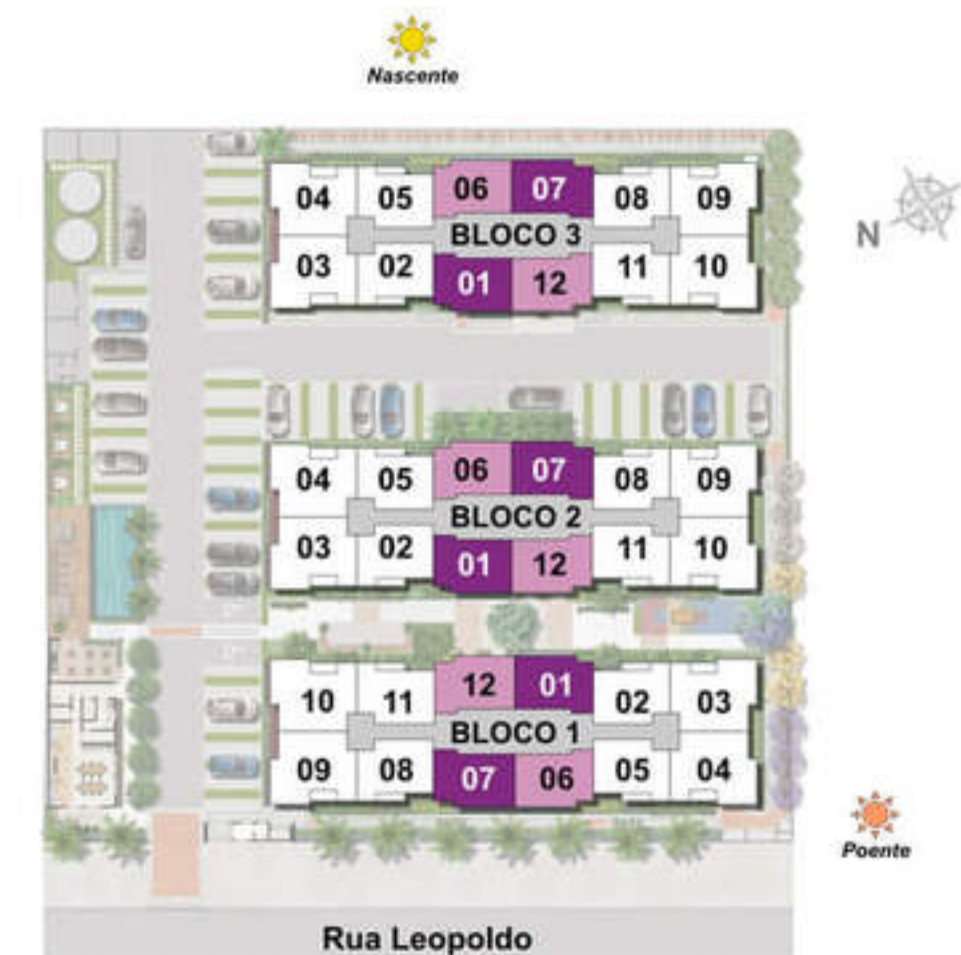 Nascente
04 05 06 07 08 09
N
BLOCO 3
03 02 01 12 11 10
04 05 06 07 08 09
BLOCO 2
03 02 01 12 11 10
10 11 12 01 02 03
BLOCO 1
09 08 07 06 05 04
Poente
Rua Leopoldo